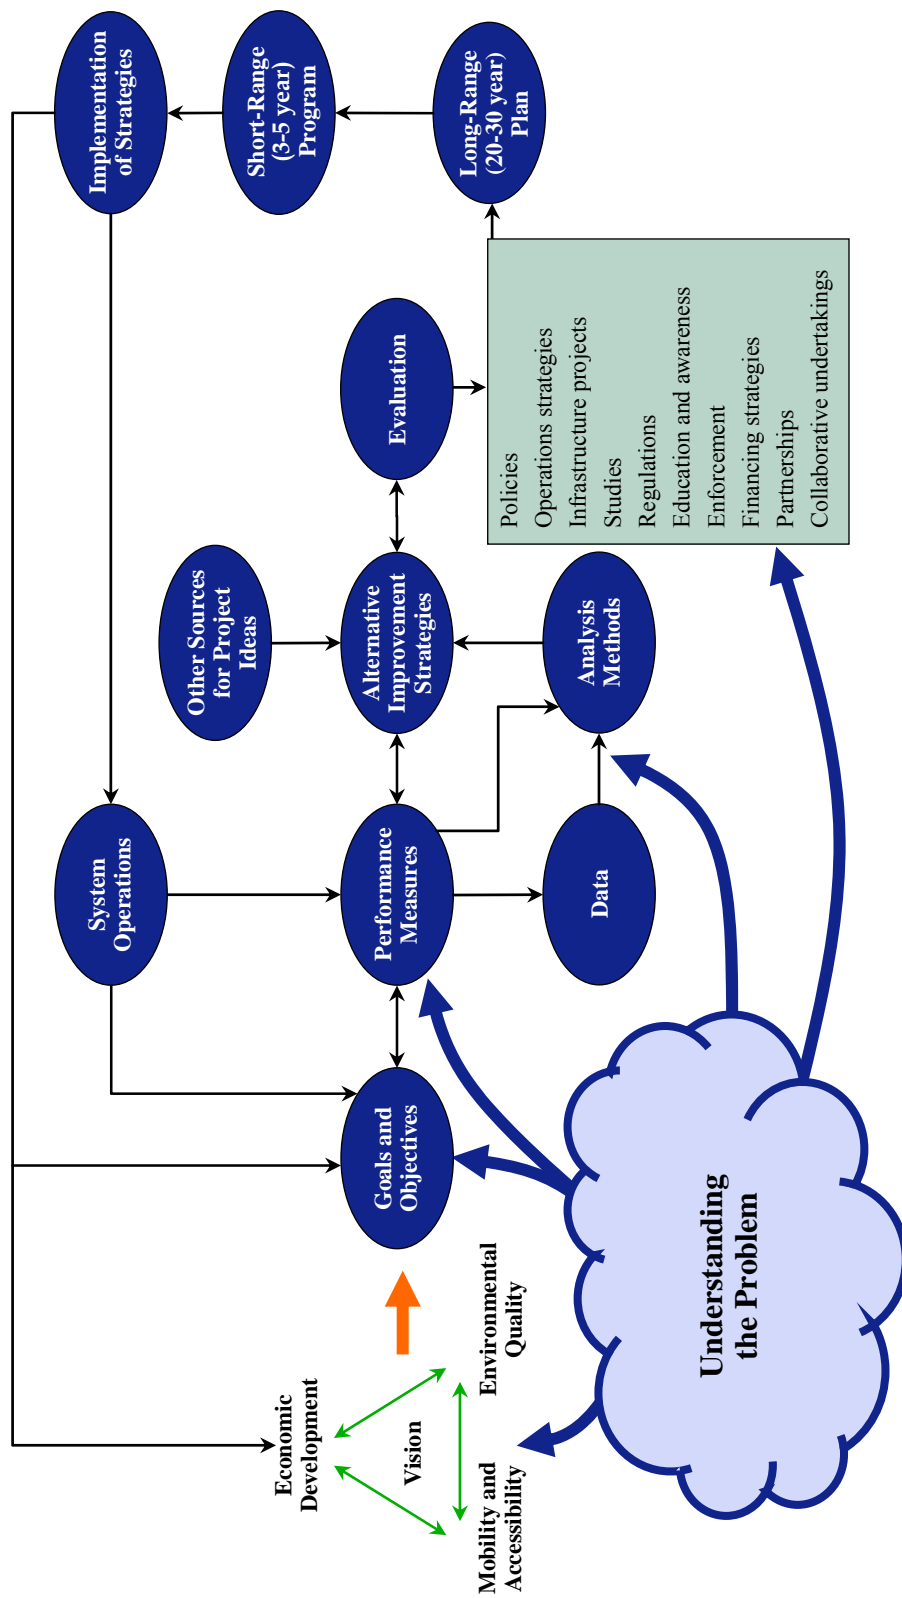 Economic
Development
Vision
Mobility and
Accessibility
Environmental
Quality
Goals and
Objectives
System
Operations
Performance
Measures
Data
Other Sources
for Project
Ideas
Alternative
Improvement
Strategies
Analysis
Methods
Evaluation
Policies
Operations strategies
Infrastructure projects
Studies
Regulations
Education and awareness
Enforcement
Financing strategies
Partnerships
Collaborative undertakings
Implementation
of Strategies
Short-Range
(3-5 year)
Program
Long-Range
(20-30 year)
Plan
Understanding
the Problem